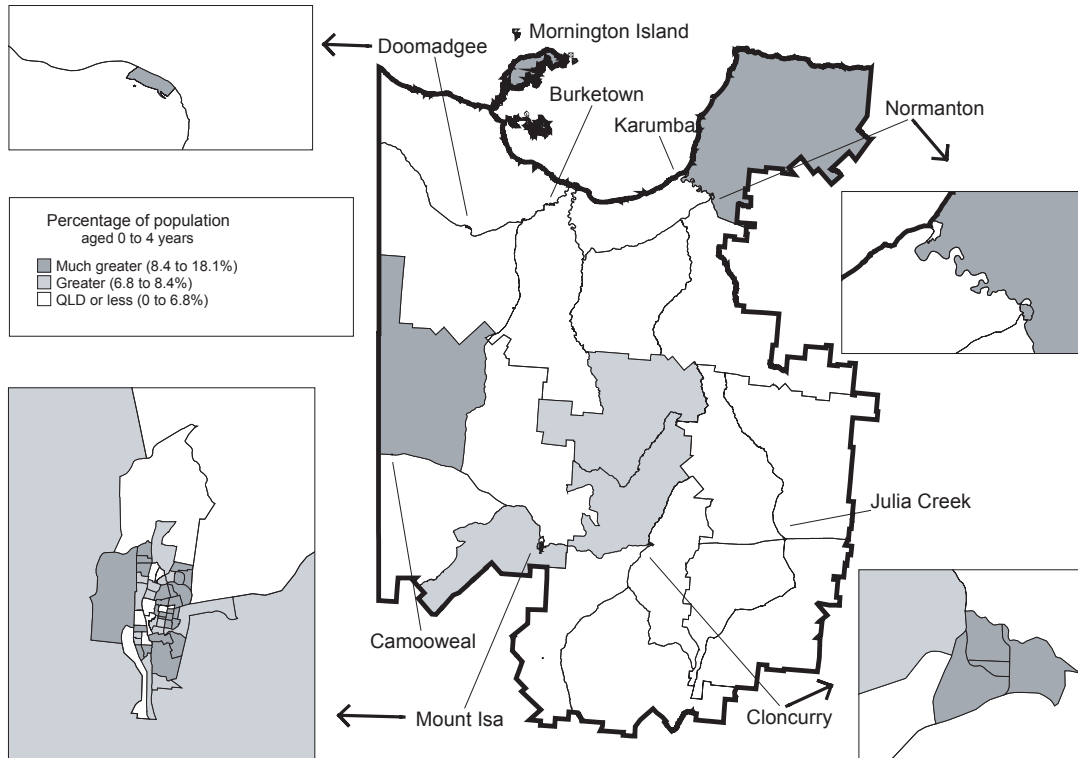 Mornington Island
Doomadgee
Burketown
Karumba
Normanton
Percentage of population
aged 0 to 4 years
Much greater (8.4 to 18.1%)
Greater (6.8 to 8.4%)
QLD or less (0 to 6.8%)
Julia Creek
Camooweal
Mount Isa
Cloncurry